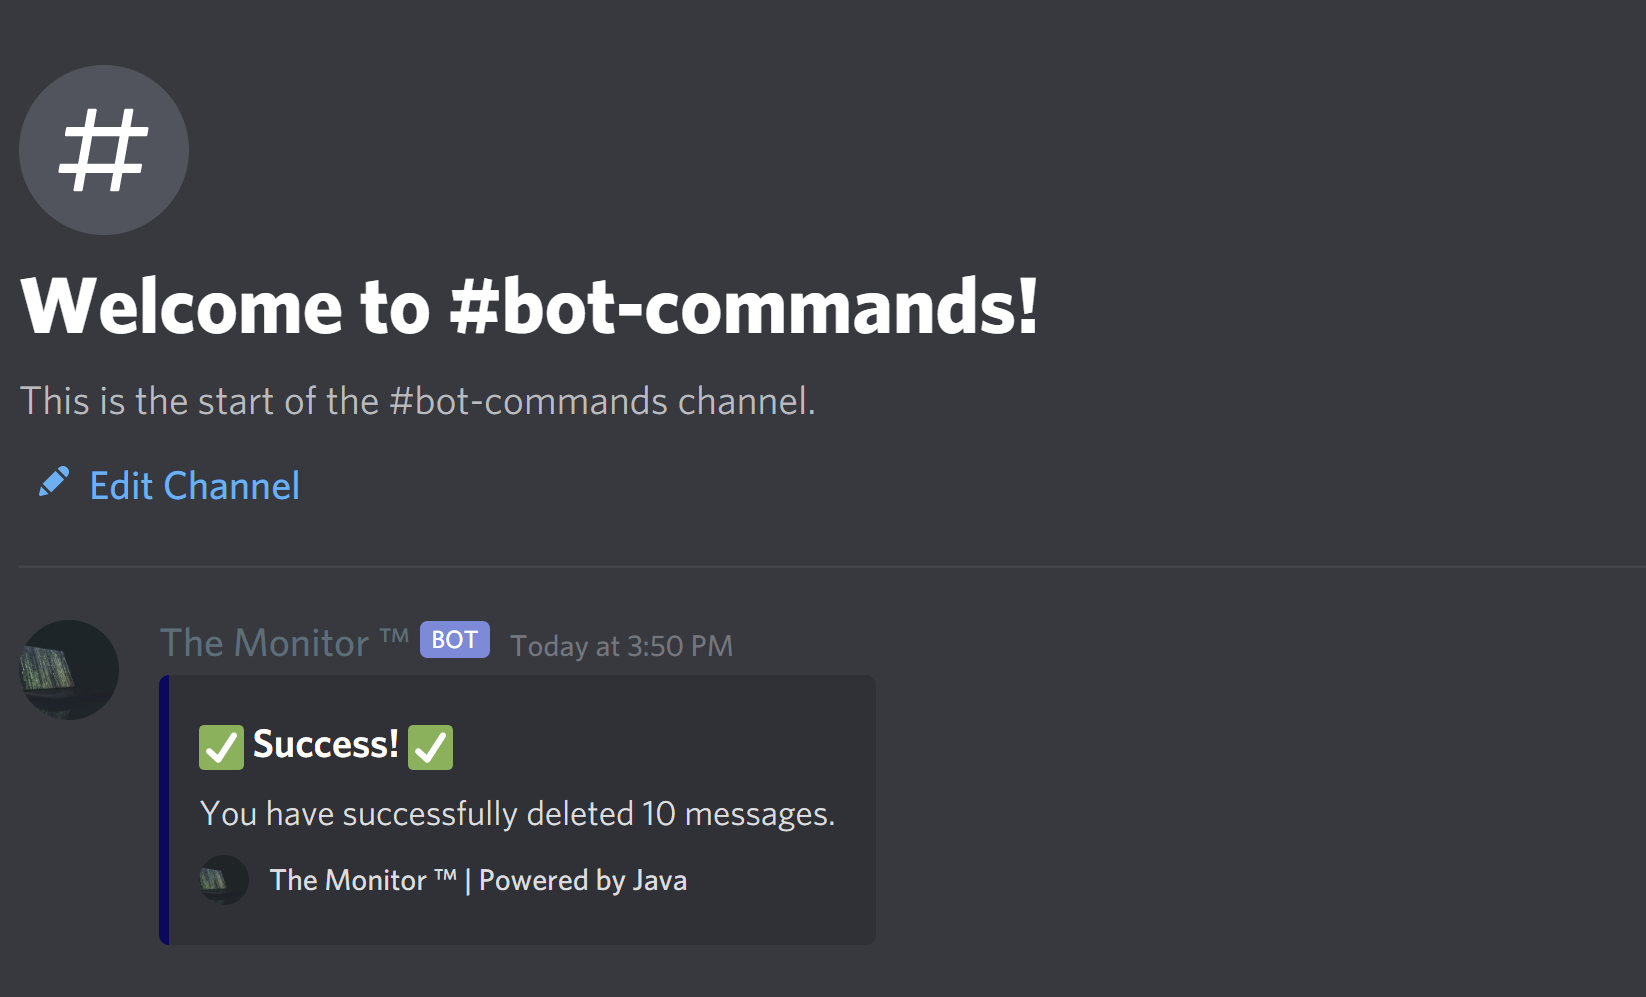 #
Welcome to #bot-commands!
This is the start of the #bot-commands channel.
Edit Channel
The Monitor ™ BOT Today at 3:50 PM
✅ Success! ✅
You have successfully deleted 10 messages.
The Monitor ™ | Powered by Java